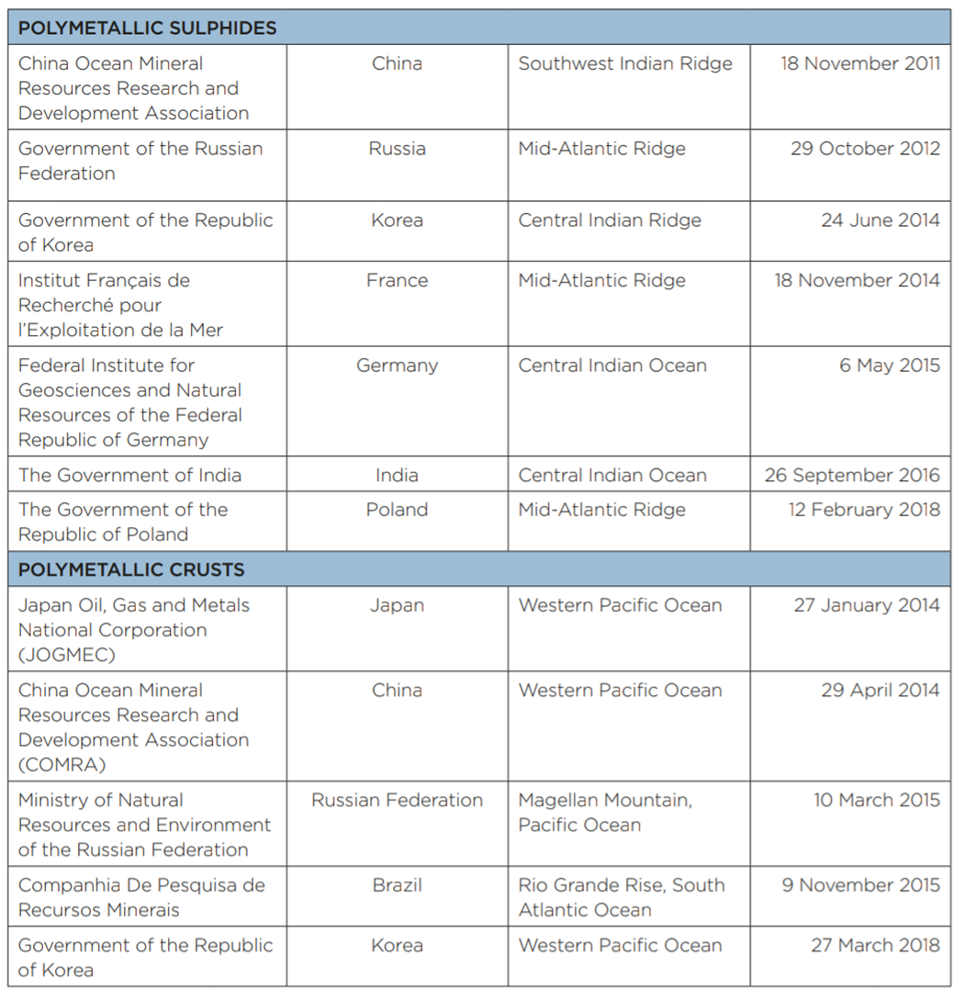 POLYMETALLIC SULPHIDES
China Ocean Mineral China Southwest Indian Ridge 18 November 2011
Resources Research and
Development Association
Government of the Russian Russia Mid-Atlantic Ridge 29 October 2012
Federation
Government of the Republic Korea Central Indian Ridge 24 June 2014
of Korea
Institut Français de France Mid-Atlantic Ridge 18 November 2014
Recherché pour
l'Exploitation de la Mer
Federal Institute for Germany Central Indian Ocean 6 May 2015
Geosciences and Natural
Resources of the Federal
Republic of Germany
The Government of India India Central Indian Ocean 26 September 2016
The Government of the Poland Mid-Atlantic Ridge 12 February 2018
Republic of Poland
POLYMETALLIC CRUSTS
Japan Oil, Gas and Metals Japan Western Pacific Ocean 27 January 2014
National Corporation
(JOGMEC)
China Ocean Mineral China Western Pacific Ocean 29 April 2014
Resources Research and
Development Association
(COMRA)
Ministry of Natural Russian Federation Magellan Mountain, 10 March 2015
Resources and Environment Pacific Ocean
of the Russian Federation
Companhia De Pesquisa de Brazil Rio Grande Rise, South 9 November 2015
Recursos Minerais Atlantic Ocean
Government of the Republic Korea Western Pacific Ocean 27 March 2018
of Korea